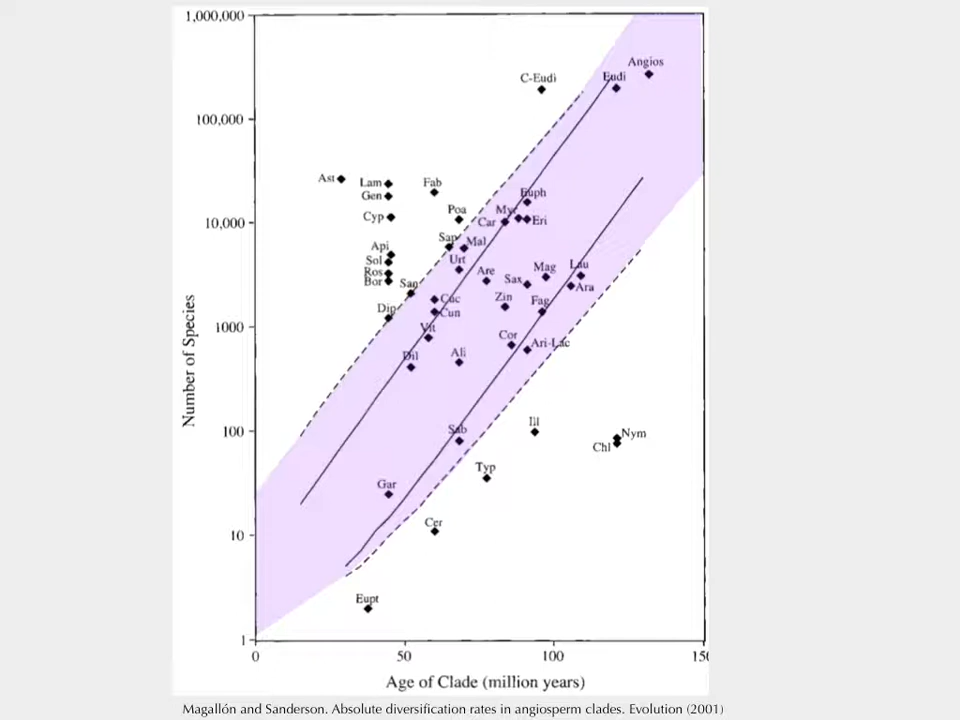 1,000,000
Angios
C-Eudi
Eudi
100,000
Ast
Lam
Fab
Gen
Euph
Poa
Myr
Cyp
10,000
Car
Eri
Sap
Mal
Api
Sol
Urt
Lau
Ros
Are
Mag
Bor
San
Sax
Ara
Cuc
Zin
Fag
Dip
Cun
1000
Vit
Cor
Ari-Lac
Dil
Ali
Number of Species
100
Sab
Ill
Nym
Chl
Typ
Gar
Cer
10
Eupt
1
0 50 100 150
Age of Clade (million years)
Magallón and Sanderson. Absolute diversification rates in angiosperm clades. Evolution (2001)